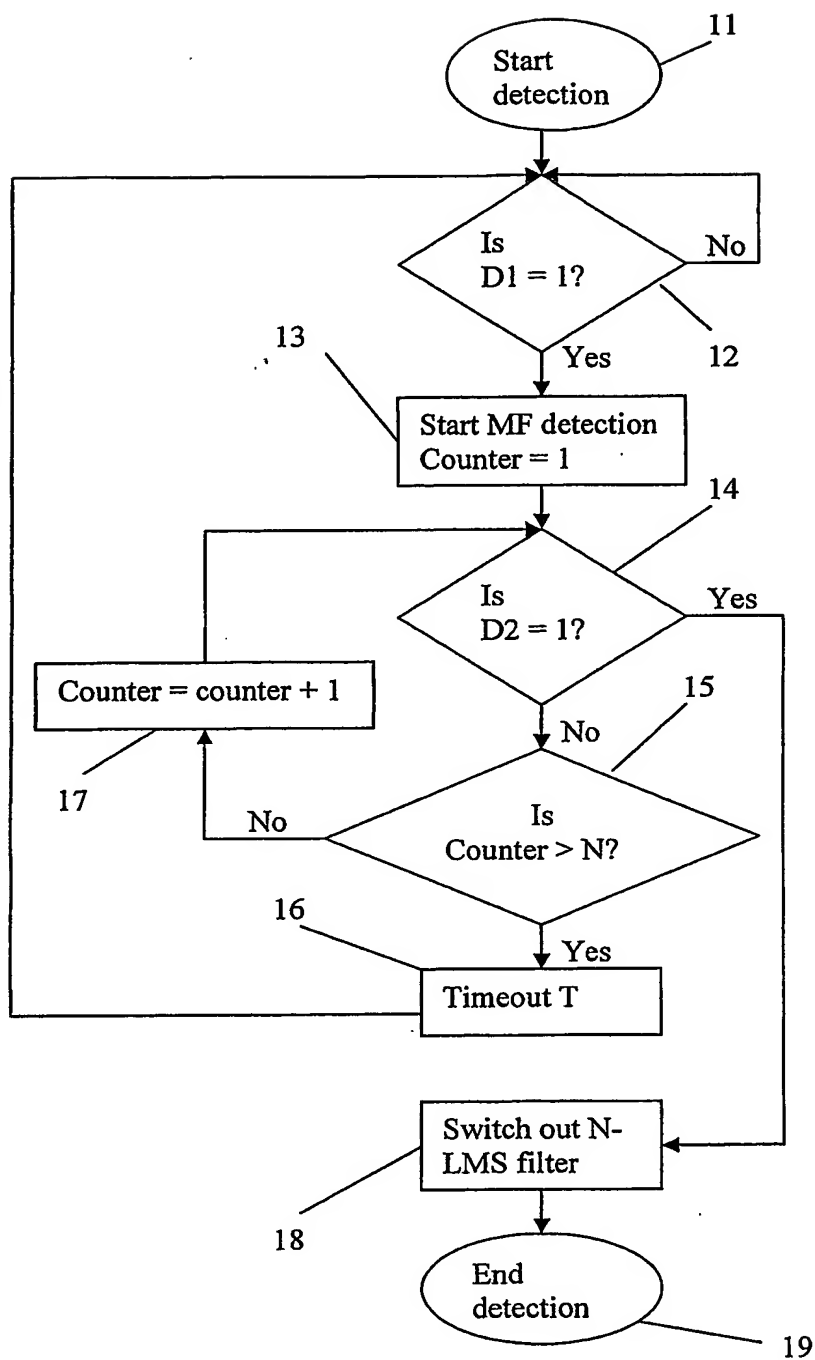 11
Start
detection
Is
D1 = 1?
No
12
Yes
13
Start MF detection
Counter = 1
14
Is
D2 = 1?
Yes
15
No
Counter = counter + 1
17
Is
Counter > N?
No
16
Yes
Timeout T
Switch out N-
LMS filter
18
End
detection
19